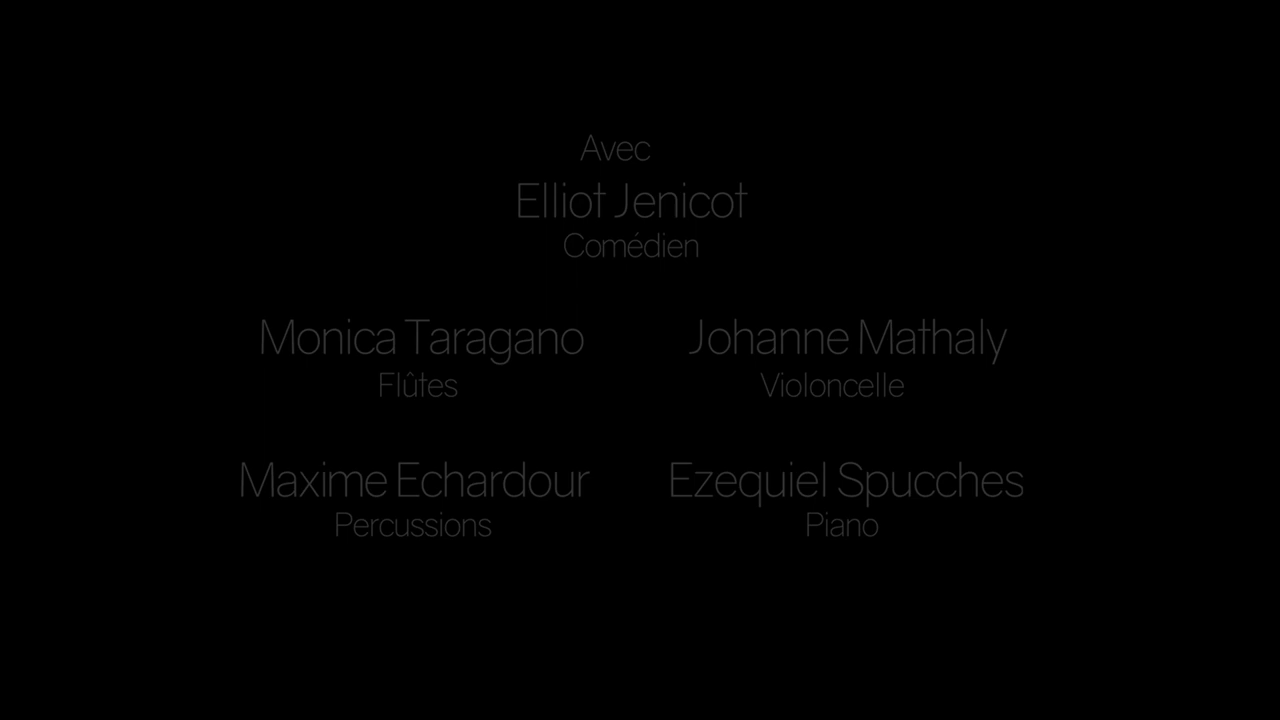 Avec
Elliot Jenicot
Comédien
Monica Taragano
Flûtes
Johanne Mathaly
Violoncelle
Maxime Echardour
Percussions
Ezequiel Spucches
Piano